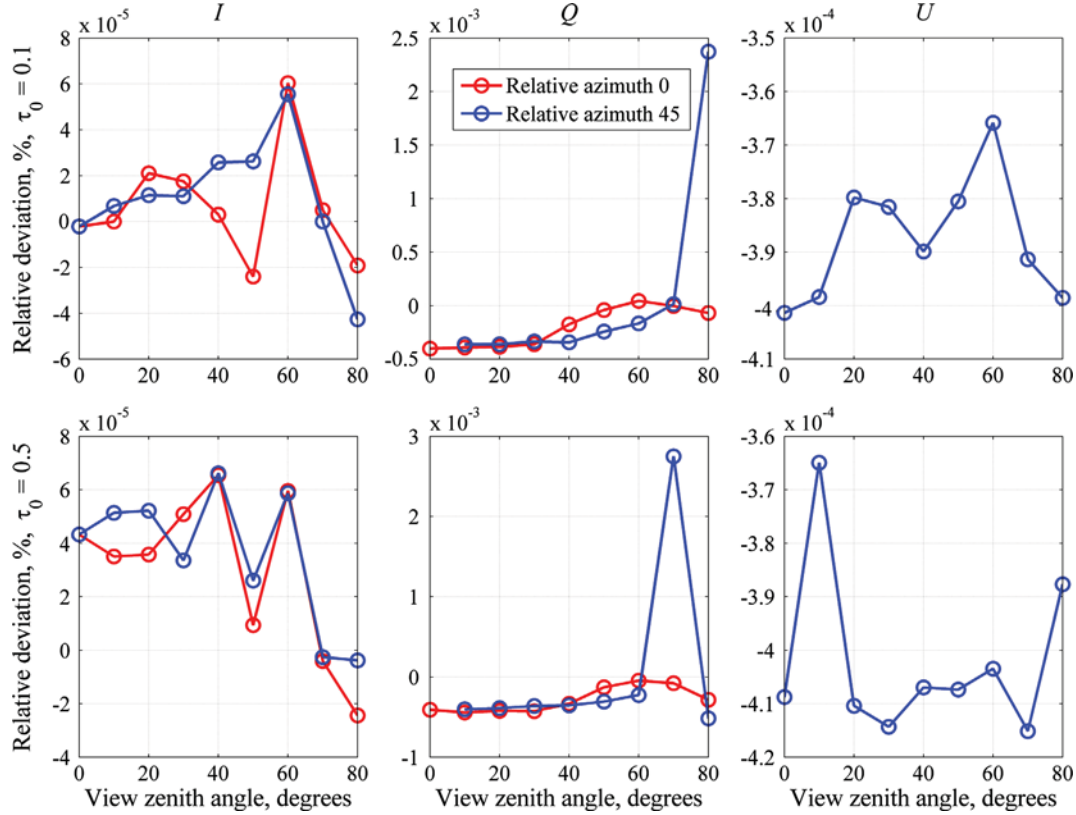 I
Q
U
x 10⁻⁵
x 10⁻³
x 10⁻⁴
Relative deviation, %, τ₀ = 0.1
8
6
4
2
0
-2
-4
-6
0 20 40 60 80
2.5
2
1.5
1
0.5
0
-0.5
0 20 40 60 80
Relative azimuth 0
Relative azimuth 45
-3.5
-3.6
-3.7
-3.8
-3.9
-4
-4.1
0 20 40 60 80
x 10⁻⁵
x 10⁻³
x 10⁻⁴
Relative deviation, %, τ₀ = 0.5
8
6
4
2
0
-2
-4
0 20 40 60 80
View zenith angle, degrees
3
2
1
0
-1
0 20 40 60 80
View zenith angle, degrees
-3.6
-3.7
-3.8
-3.9
-4
-4.1
-4.2
0 20 40 60 80
View zenith angle, degrees